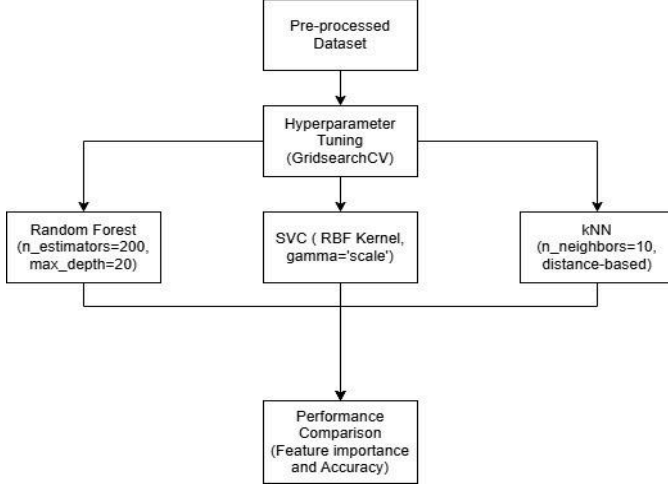 Pre-processed
Dataset
Hyperparameter
Tuning
(GridsearchCV)
Random Forest
(n_estimators=200,
max_depth=20)
SVC ( RBF Kernel,
gamma='scale')
kNN
(n_neighbors=10,
distance-based)
Performance
Comparison
(Feature importance
and Accuracy)